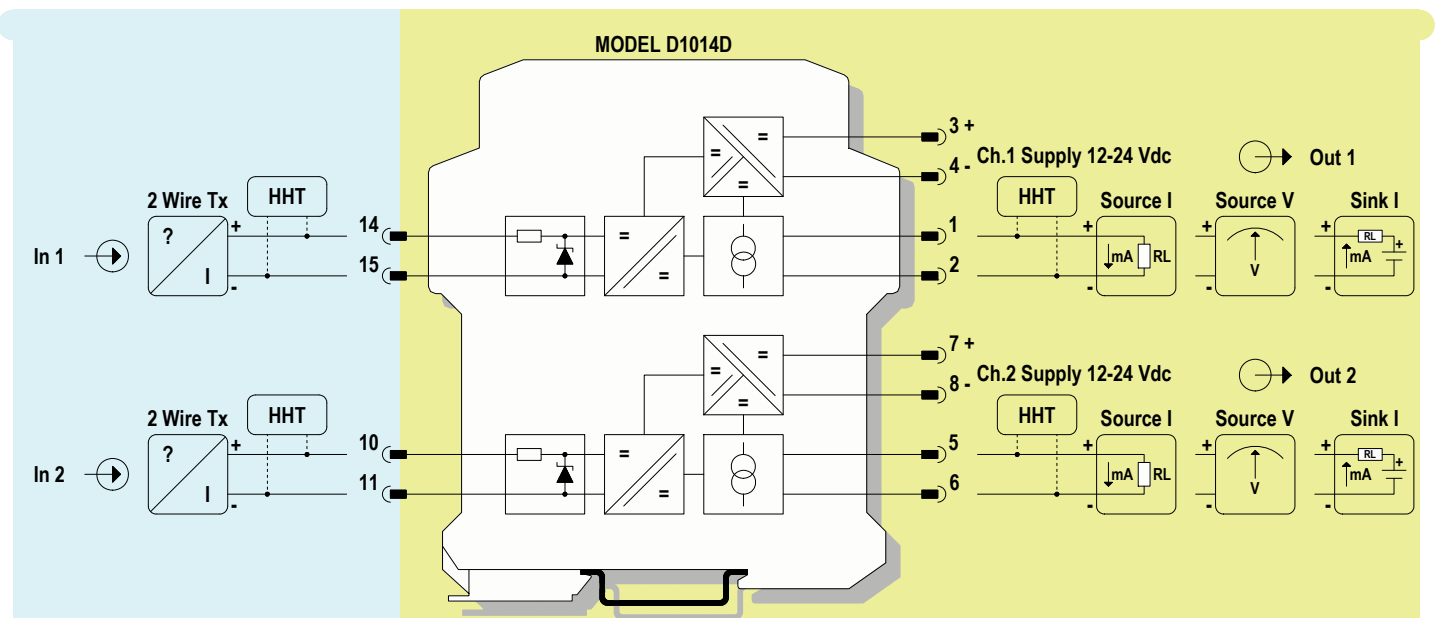 MODEL D1014D
3 +
Ch.1 Supply 12-24 Vdc
4 -
Out 1
2 Wire Tx
HHT
HHT
Source I
Source V
Sink I
In 1
?
I
+
-
14
15
1
2
+
mA
RL
-
+
V
-
+
RL
+
mA
-
=
=
=
=
=
7 +
Ch.2 Supply 12-24 Vdc
8 -
Out 2
2 Wire Tx
HHT
HHT
Source I
Source V
Sink I
In 2
?
I
+
-
10
11
5
6
+
mA
RL
-
+
V
-
+
RL
+
mA
-
=
=
=
=
=